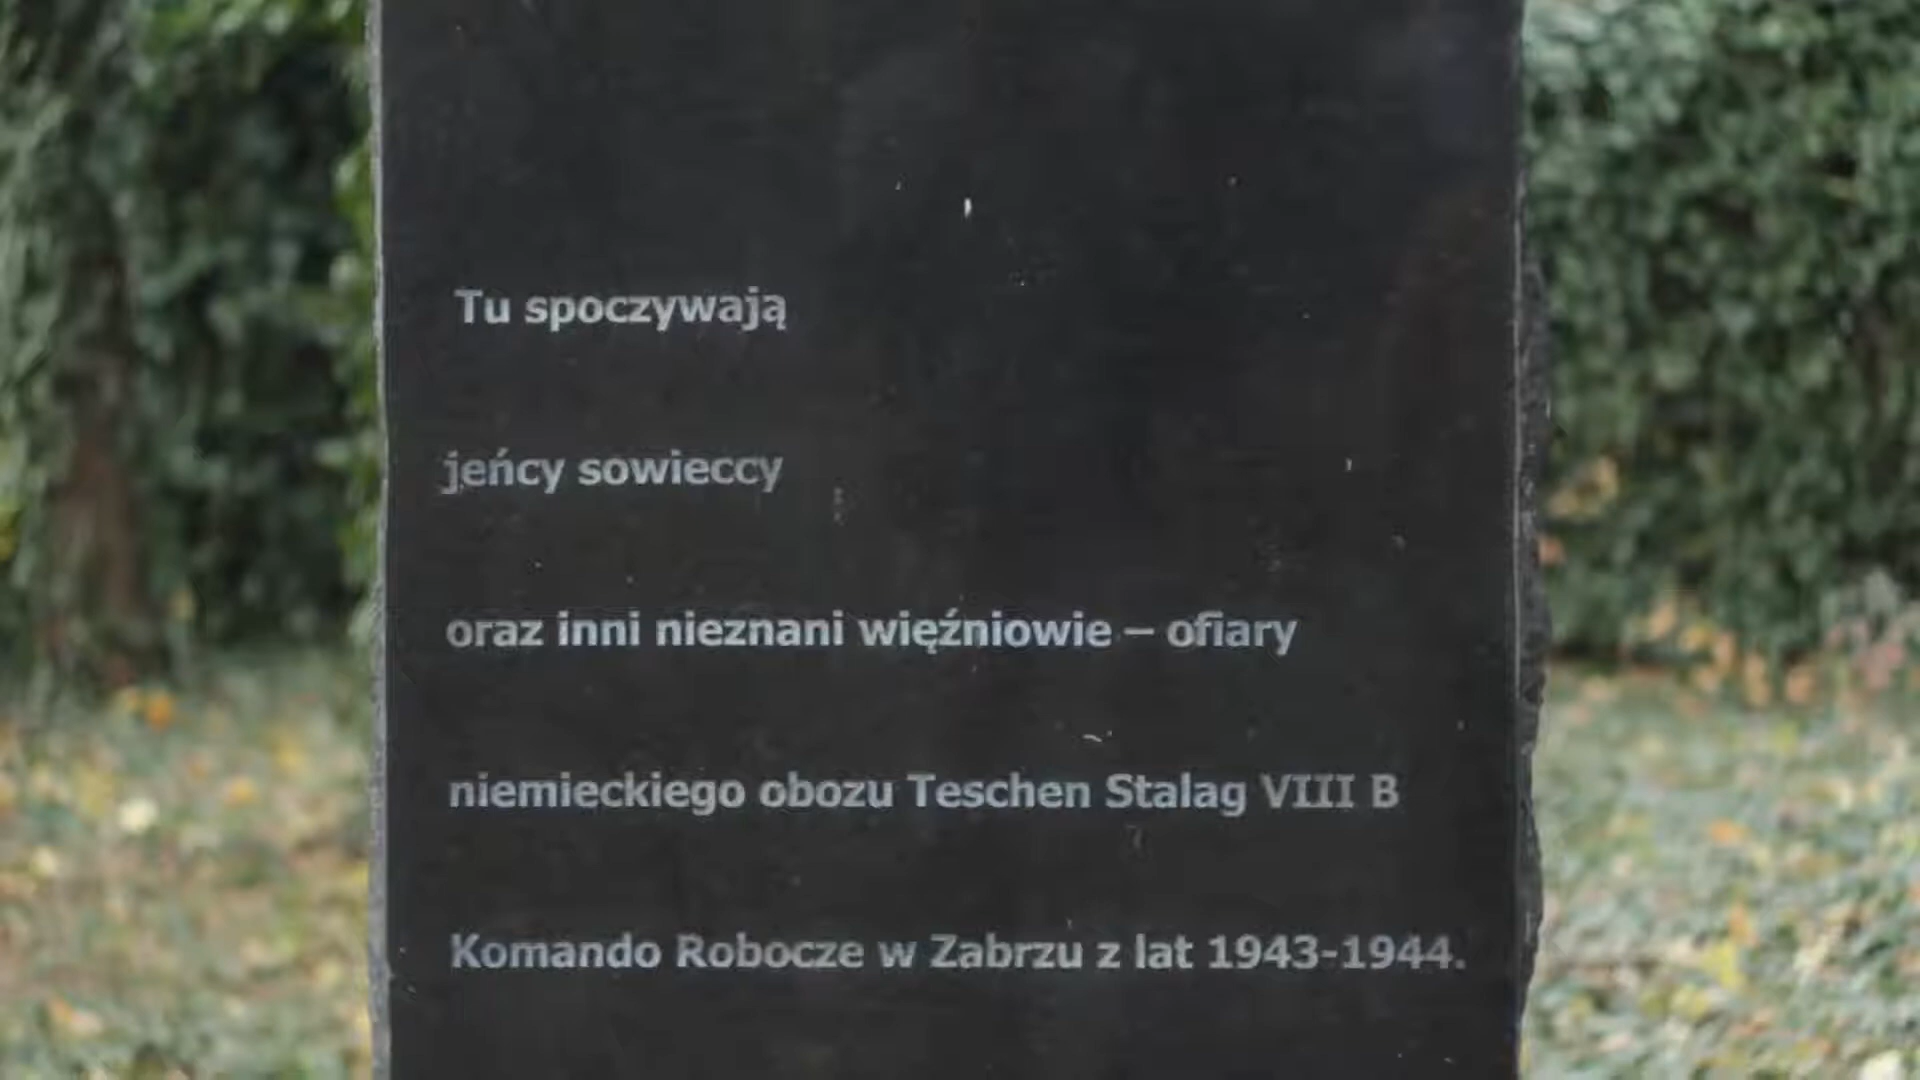 Tu spoczywają
jeńcy sowieccy
oraz inni nieznani więźniowie – ofiary
niemieckiego obozu Teschen Stalag VIII B
Komando Robocze w Zabrzu z lat 1943-1944.